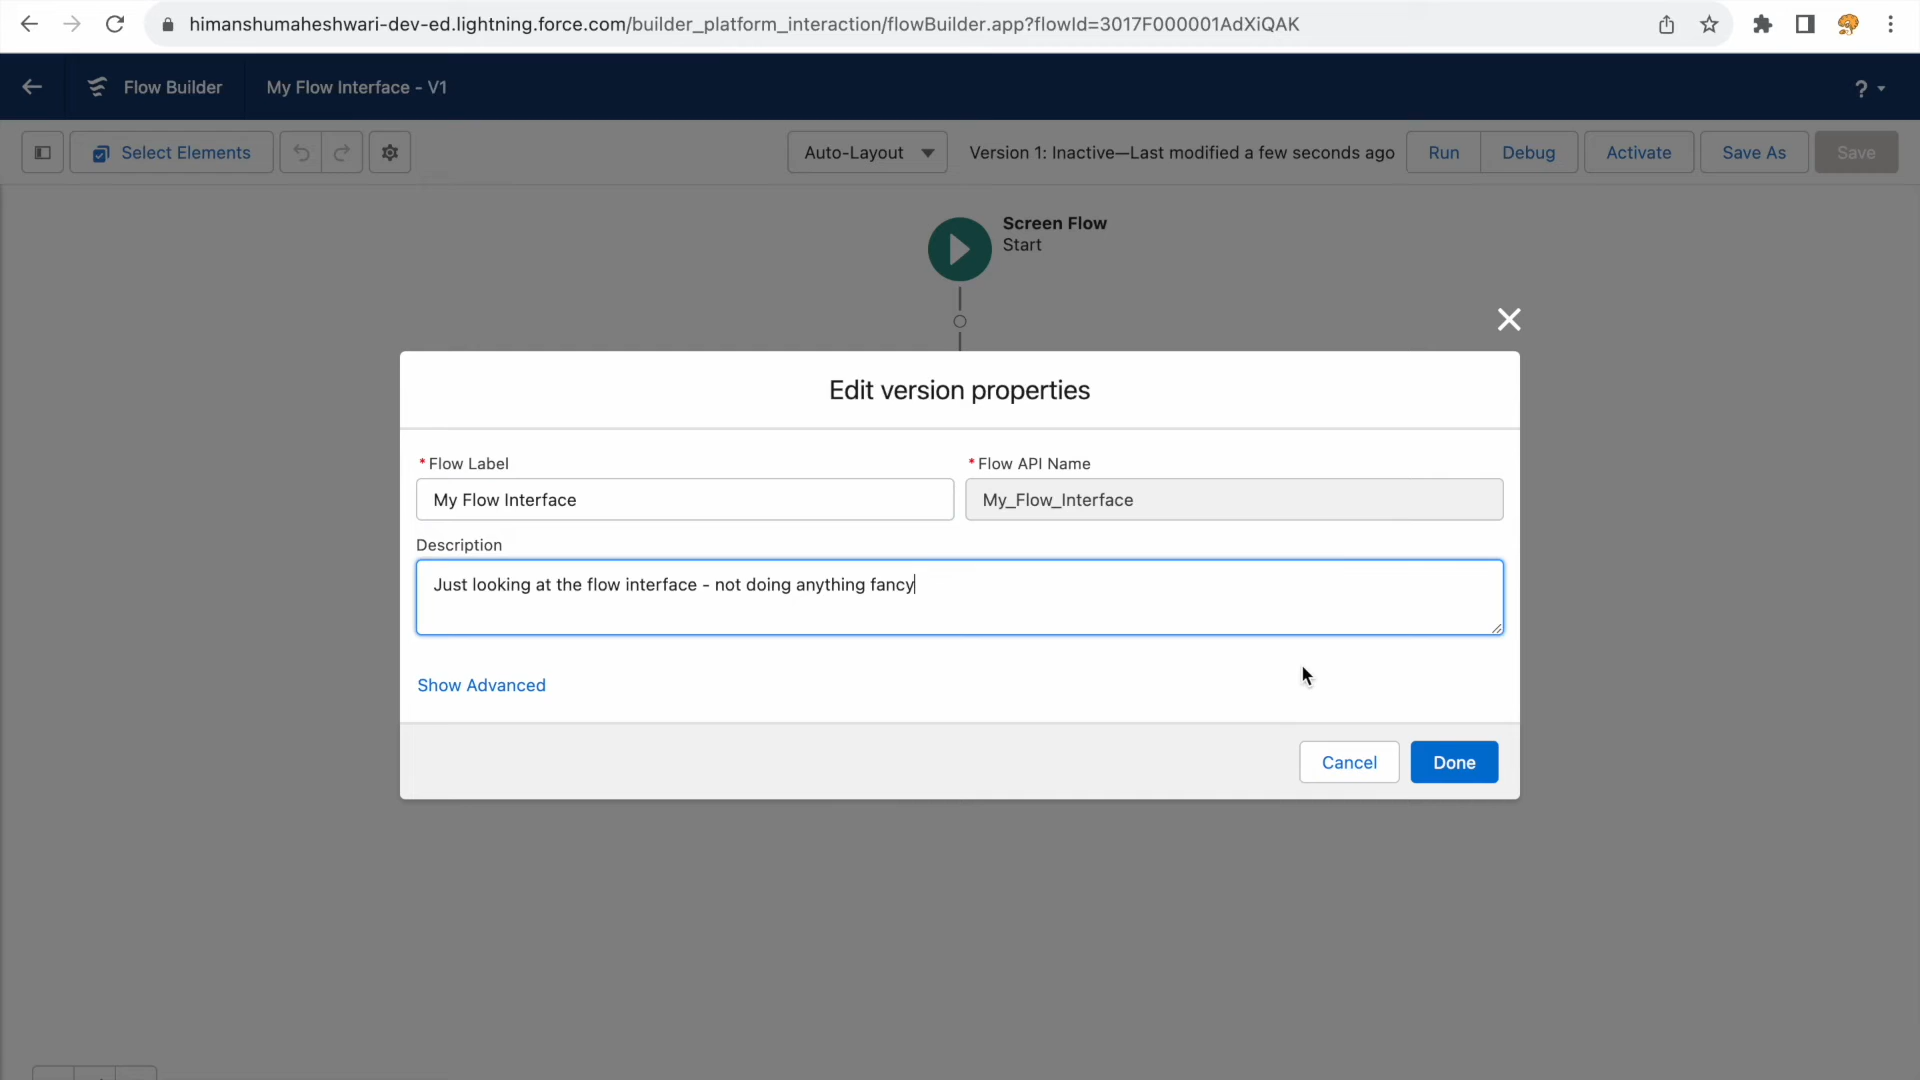 himanshumaheshwari-dev-ed.lightning.force.com/builder_platform_interaction/flowBuilder.app?flowId=3017F000001AdXiQAK
Flow Builder My Flow Interface - V1 ?
Select Elements Auto-Layout Version 1: Inactive—Last modified a few seconds ago Run Debug Activate Save As Save
Screen Flow
Start
Edit version properties
* Flow Label * Flow API Name
My Flow Interface My_Flow_Interface
Description
Just looking at the flow interface - not doing anything fancy
Show Advanced
Cancel Done